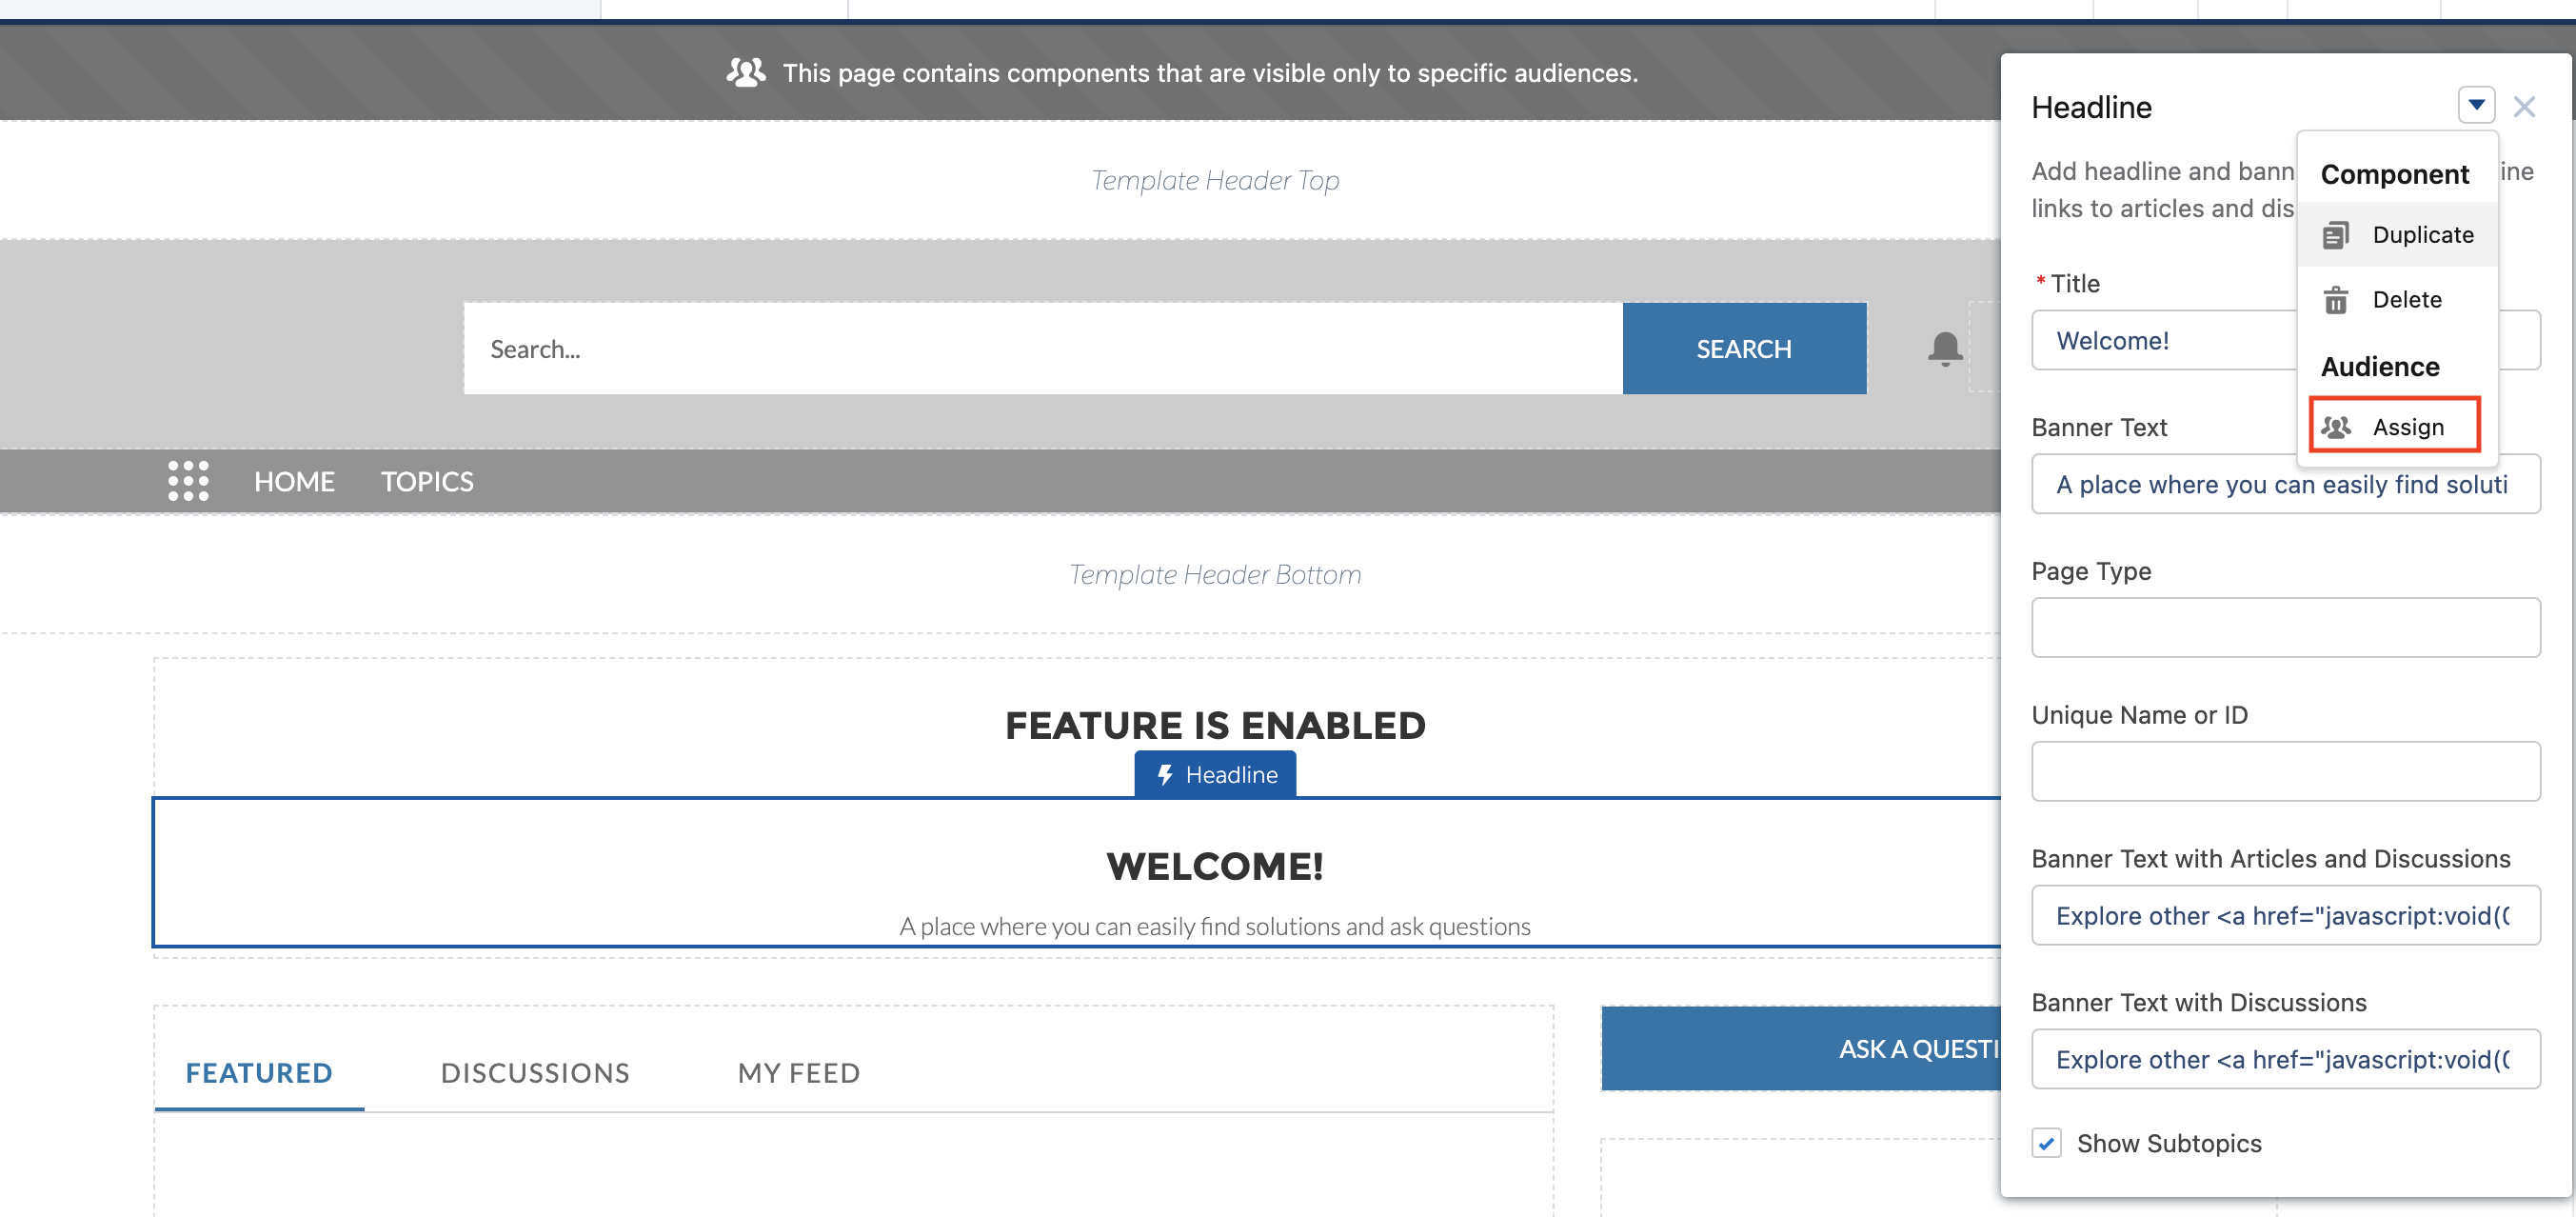 This page contains components that are visible only to specific audiences.
Template Header Top
Search...
SEARCH
HOME
TOPICS
Template Header Bottom
FEATURE IS ENABLED
Headline
WELCOME!
A place where you can easily find solutions and ask questions
FEATURED
DISCUSSIONS
MY FEED
ASK A QUESTI
Headline
Add headline and bann
ine
links to articles and dis
Component
Duplicate
Delete
Audience
Assign
* Title
Welcome!
Banner Text
A place where you can easily find soluti
Page Type
Unique Name or ID
Banner Text with Articles and Discussions
Explore other <a href="javascript:void(
Banner Text with Discussions
Explore other <a href="javascript:void(
Show Subtopics